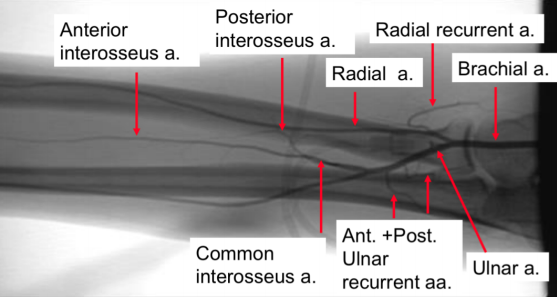 Anterior
interosseus a.
Posterior
interosseus a.
Radial recurrent a.
Radial  a.
Brachial a.
Common
interosseus a.
Ant. +Post.
Ulnar
recurrent aa.
Ulnar a.